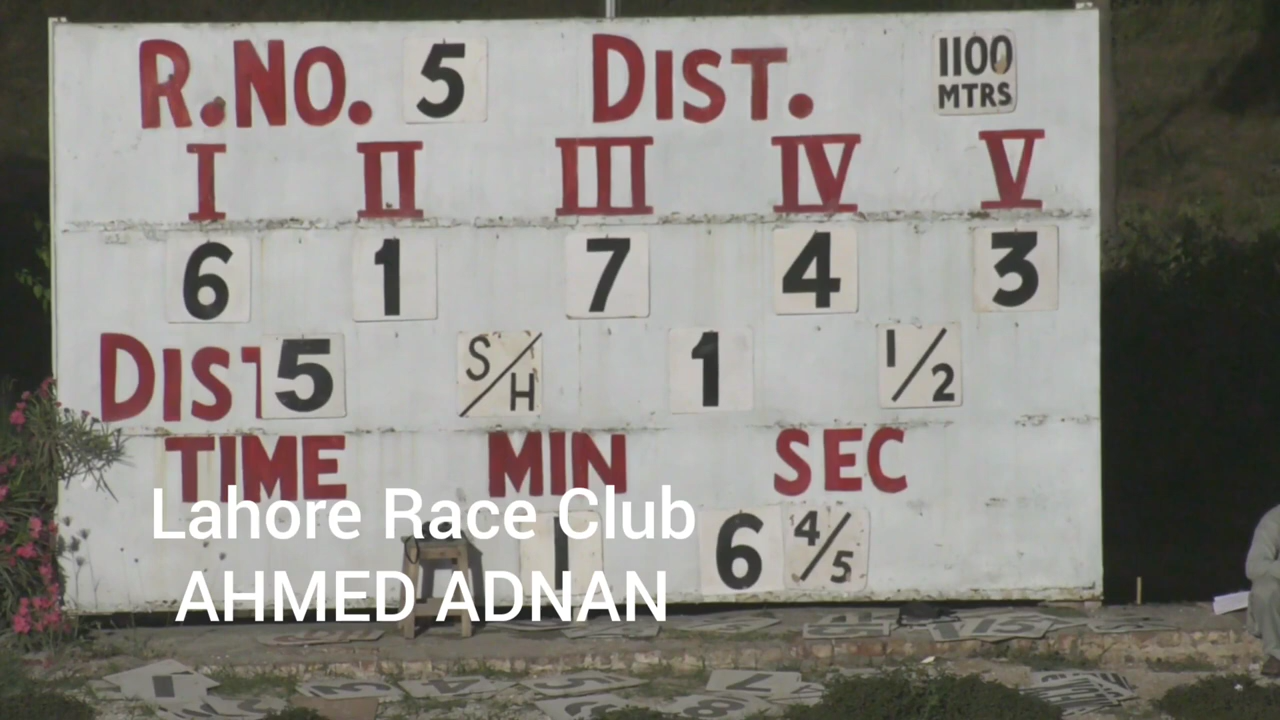 R.NO. 5 DIST. 1100 MTRS
I II III IV V
6 1 7 4 3
DIST 5 S/H 1 1/2
TIME MIN SEC
1 6 4/5
Lahore Race Club
AHMED ADNAN